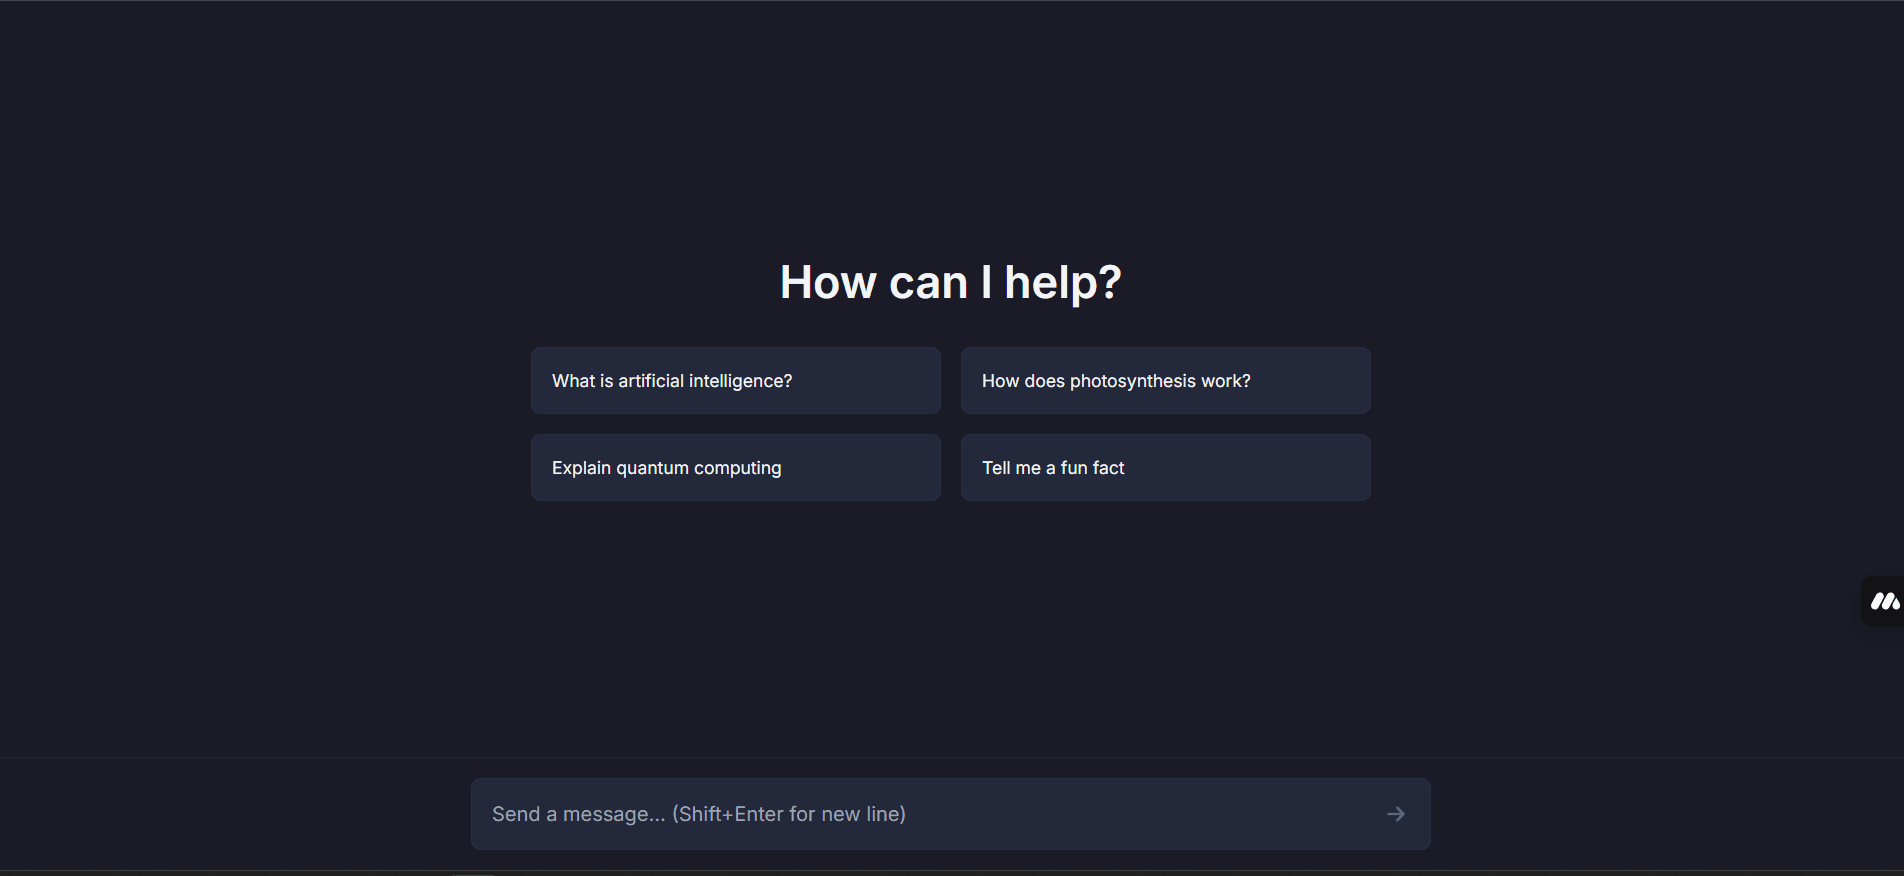 How can I help?
What is artificial intelligence?
How does photosynthesis work?
Explain quantum computing
Tell me a fun fact
Send a message... (Shift+Enter for new line)